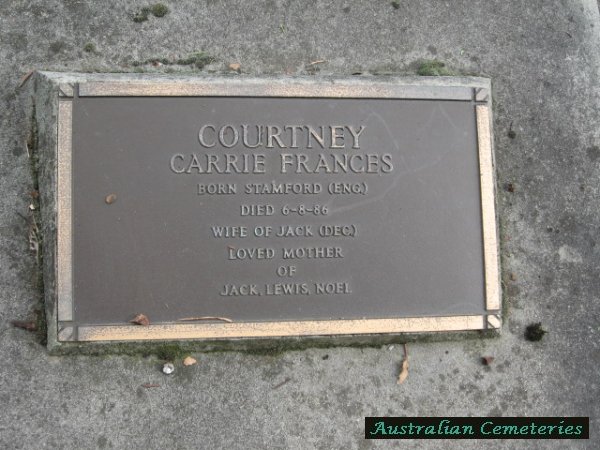 COURTNEY
CARRIE FRANCES
BORN STAMFORD (ENG.)
DIED 6-8-86
WIFE OF JACK (DEC)
LOVED MOTHER
OF
JACK, LEWIS, NOEL
Australian Cemeteries